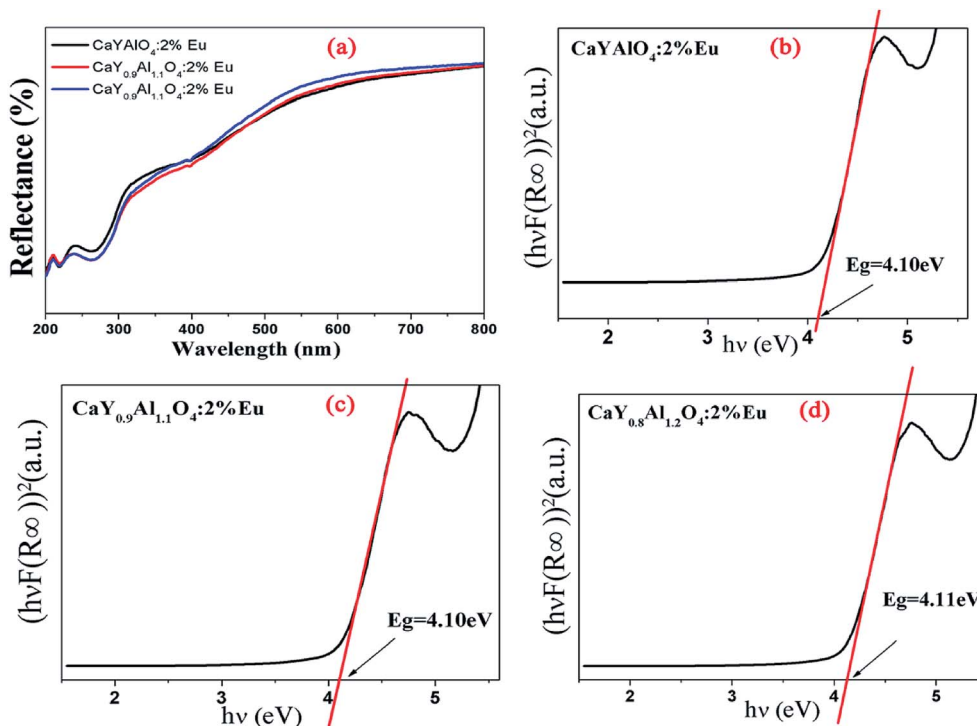 CaYAlO₄:2% Eu
CaY₀.₉Al₁.₁O₄:2% Eu
CaY₀.₉Al₁.₁O₄:2% Eu
(a)
Reflectance (%)
200 300 400 500 600 700 800
Wavelength (nm)
CaYAlO₄:2%Eu
(b)
(hνF(R∞))²(a.u.)
Eg=4.10eV
2 3 4 5
hν (eV)
CaY₀.₉Al₁.₁O₄:2%Eu
(c)
(hνF(R∞))²(a.u.)
Eg=4.10eV
2 3 4 5
hν (eV)
CaY₀.₈Al₁.₂O₄:2%Eu
(d)
(hνF(R∞))²(a.u.)
Eg=4.11eV
2 3 4 5
hν (eV)